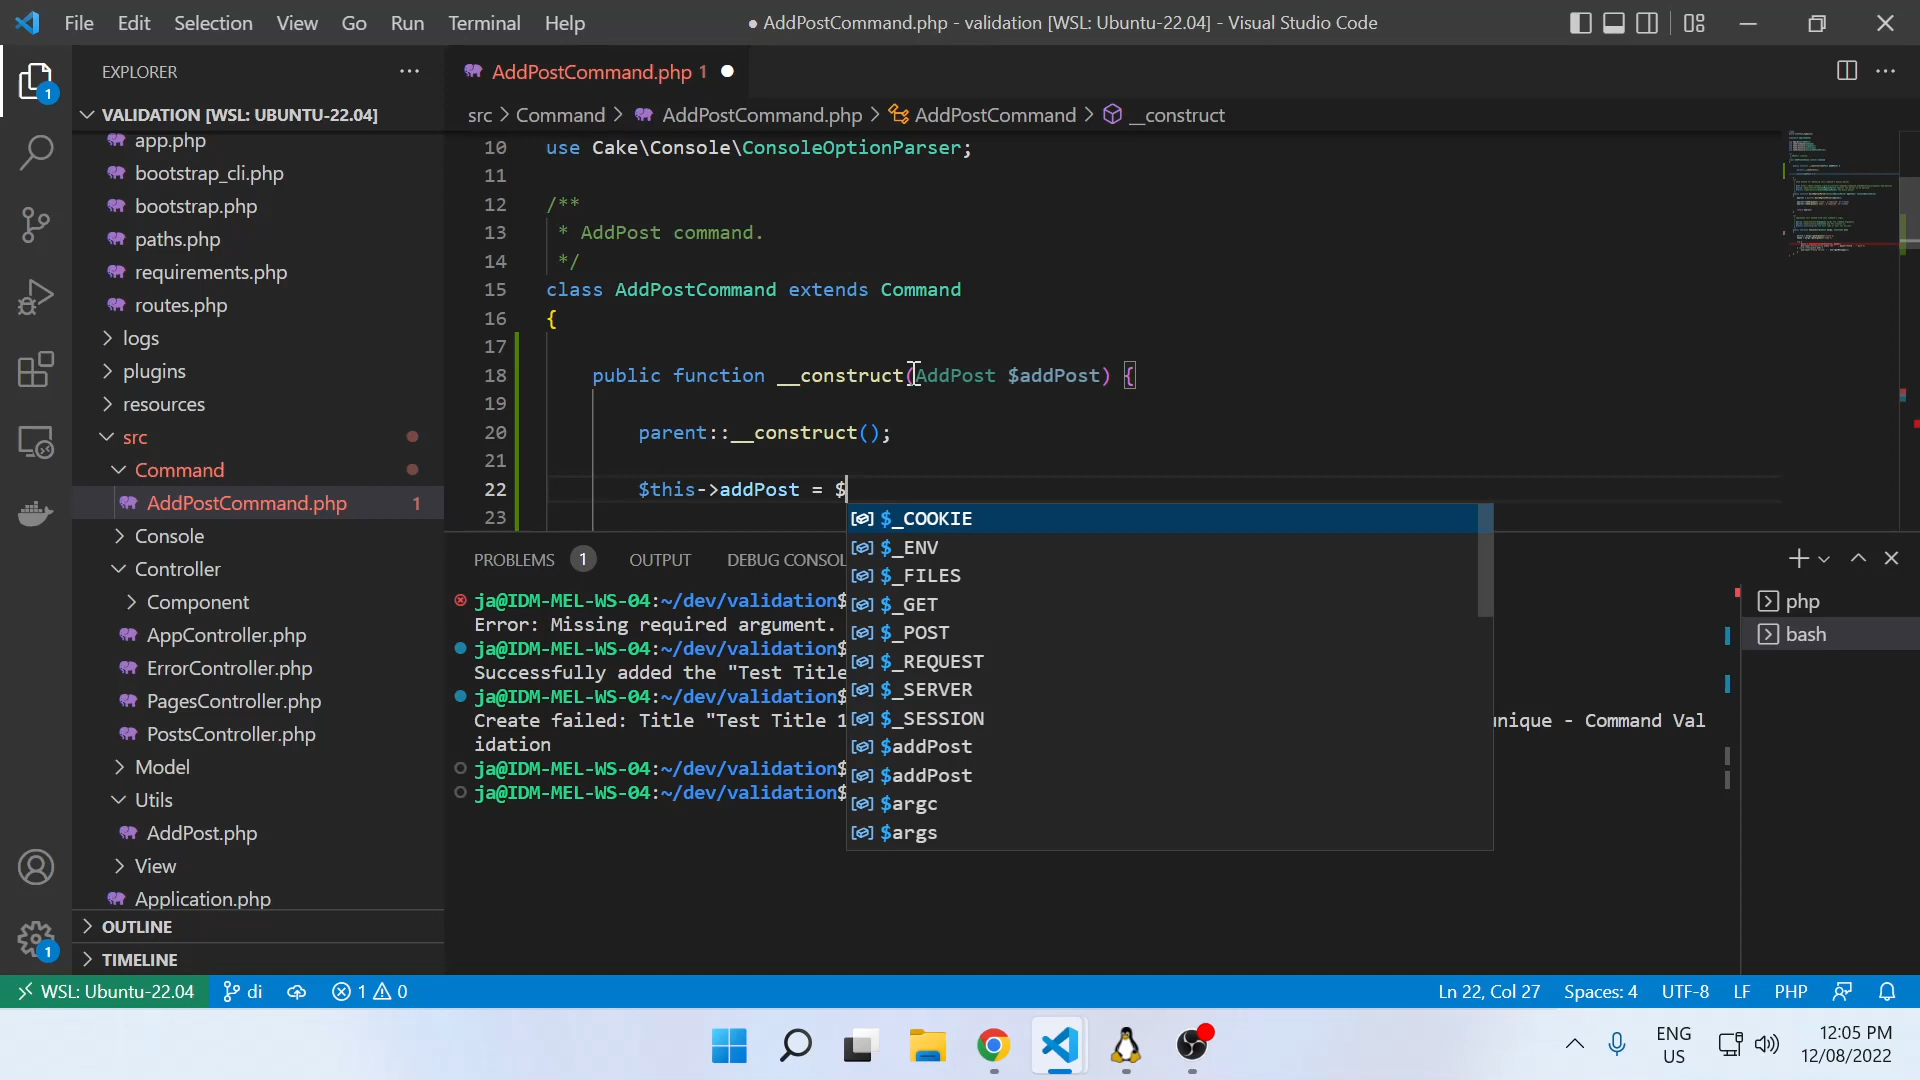 File Edit Selection View Go Run Terminal Help
● AddPostCommand.php - validation [WSL: Ubuntu-22.04] - Visual Studio Code
EXPLORER
1
VALIDATION [WSL: UBUNTU-22.04]
app.php
bootstrap_cli.php
bootstrap.php
paths.php
requirements.php
routes.php
logs
plugins
resources
src
Command
AddPostCommand.php 1
Console
Controller
Component
AppController.php
ErrorController.php
PagesController.php
PostsController.php
Model
Utils
AddPost.php
View
Application.php
OUTLINE
TIMELINE
1
AddPostCommand.php 1
src > Command > AddPostCommand.php > AddPostCommand > __construct
10 use Cake\Console\ConsoleOptionParser;
11
12 /**
13 * AddPost command.
14 */
15 class AddPostCommand extends Command
16 {
17
18 public function __construct(AddPost $addPost) {
19
20 parent::__construct();
21
22 $this->addPost = $
23
$_COOKIE
$_ENV
$_FILES
$_GET
$_POST
$_REQUEST
$_SERVER
$_SESSION
$addPost
$addPost
$argc
$args
PROBLEMS 1 OUTPUT DEBUG CONSOL
ja@IDM-MEL-WS-04:~/dev/validation$
Error: Missing required argument.
ja@IDM-MEL-WS-04:~/dev/validation$
Successfully added the "Test Title
ja@IDM-MEL-WS-04:~/dev/validation$
Create failed: Title "Test Title 1 unique - Command Val
idation
ja@IDM-MEL-WS-04:~/dev/validation$
ja@IDM-MEL-WS-04:~/dev/validation$
php
bash
WSL: Ubuntu-22.04 di 1 0
Ln 22, Col 27 Spaces: 4 UTF-8 LF PHP
ENG
US
12:05 PM
12/08/2022